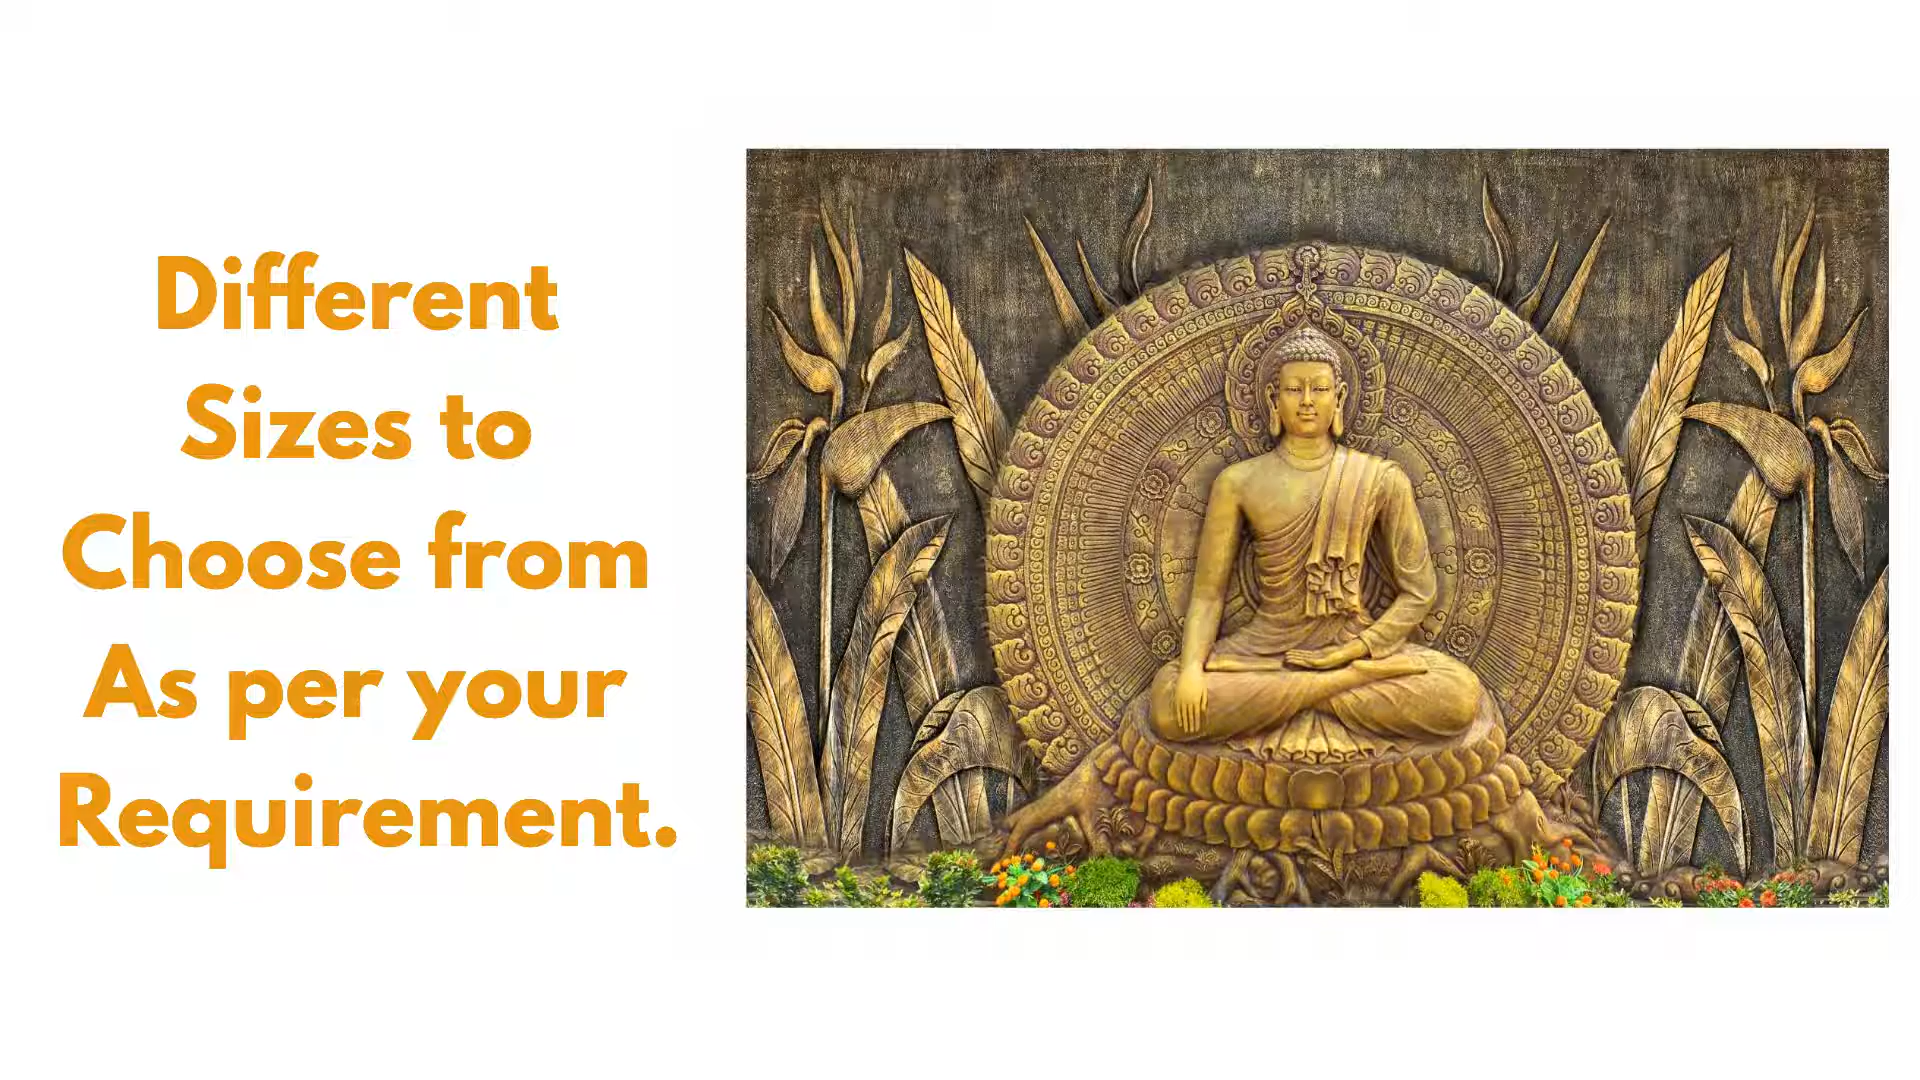 Different
Sizes to
Choose from
As per your
Requirement.